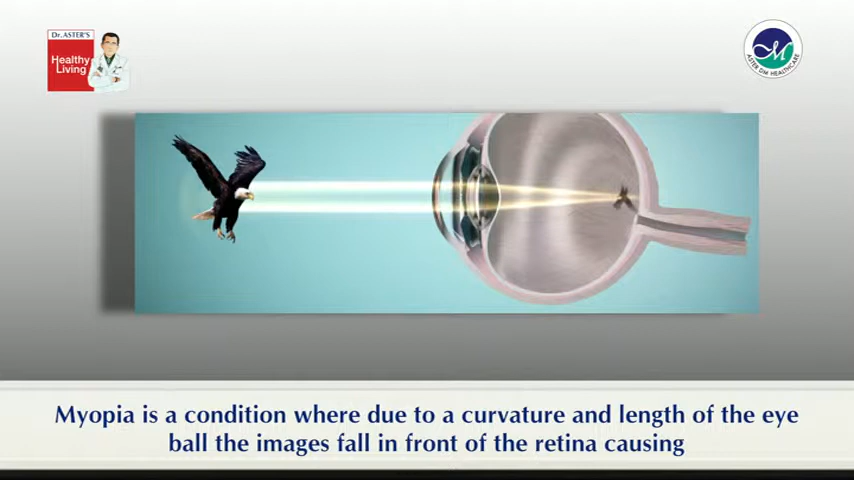 Dr.ASTER'S
Healthy
Living
ASTER DM HEALTHCARE
Myopia is a condition where due to a curvature and length of the eye
ball the images fall in front of the retina causing